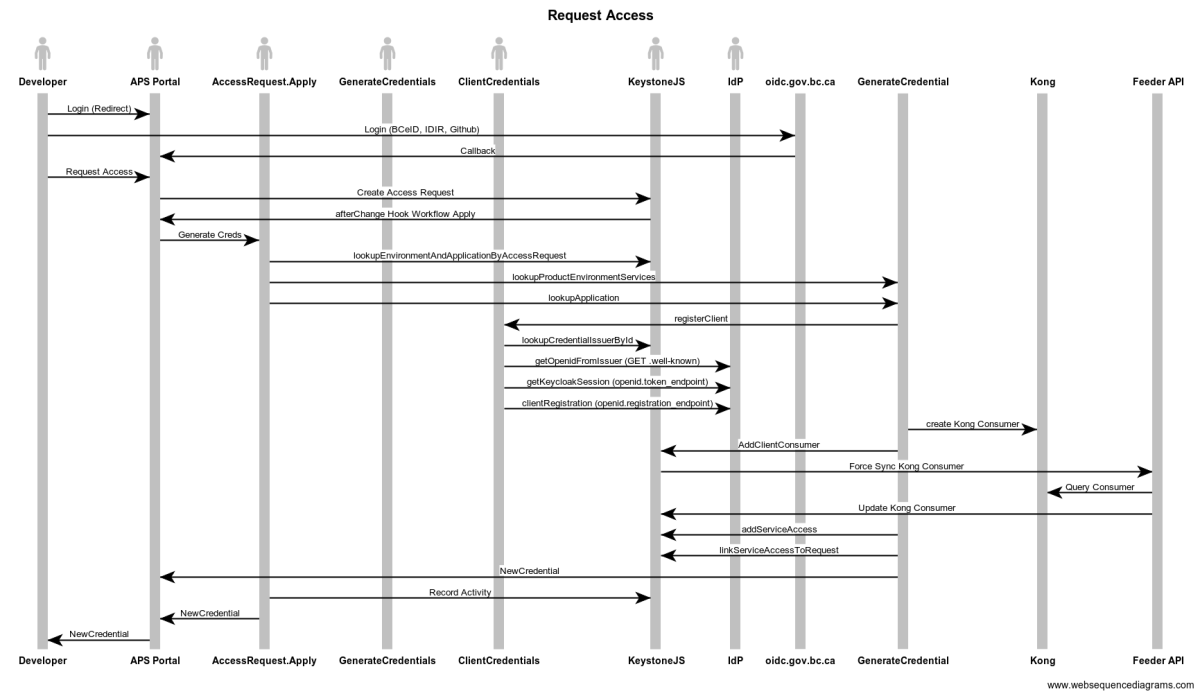 Request Access
Developer APS Portal AccessRequest.Apply GenerateCredentials ClientCredentials KeystoneJS IdP oidc.gov.bc.ca GenerateCredential Kong Feeder API
Login (Redirect)
Login (BCeID, IDIR, Github)
Callback
Request Access
Create Access Request
afterChange Hook Workflow Apply
Generate Creds
lookupEnvironmentAndApplicationByAccessRequest
lookupProductEnvironmentServices
lookupApplication
registerClient
lookupCredentialIssuerById
getOpenidFromIssuer (GET .well-known)
getKeycloakSession (openid.token_endpoint)
clientRegistration (openid.registration_endpoint)
create Kong Consumer
AddClientConsumer
Force Sync Kong Consumer
Query Consumer
Update Kong Consumer
addServiceAccess
linkServiceAccessToRequest
NewCredential
Record Activity
NewCredential
NewCredential
Developer APS Portal AccessRequest.Apply GenerateCredentials ClientCredentials KeystoneJS IdP oidc.gov.bc.ca GenerateCredential Kong Feeder API
www.websequencediagrams.com